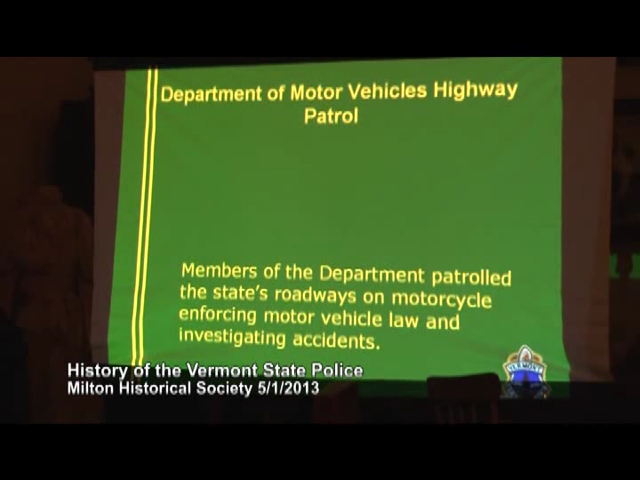 Department of Motor Vehicles Highway
Patrol
Members of the Department patrolled
the state's roadways on motorcycle
enforcing motor vehicle law and
investigating accidents.
History of the Vermont State Police
Milton Historical Society 5/1/2013
VERMONT